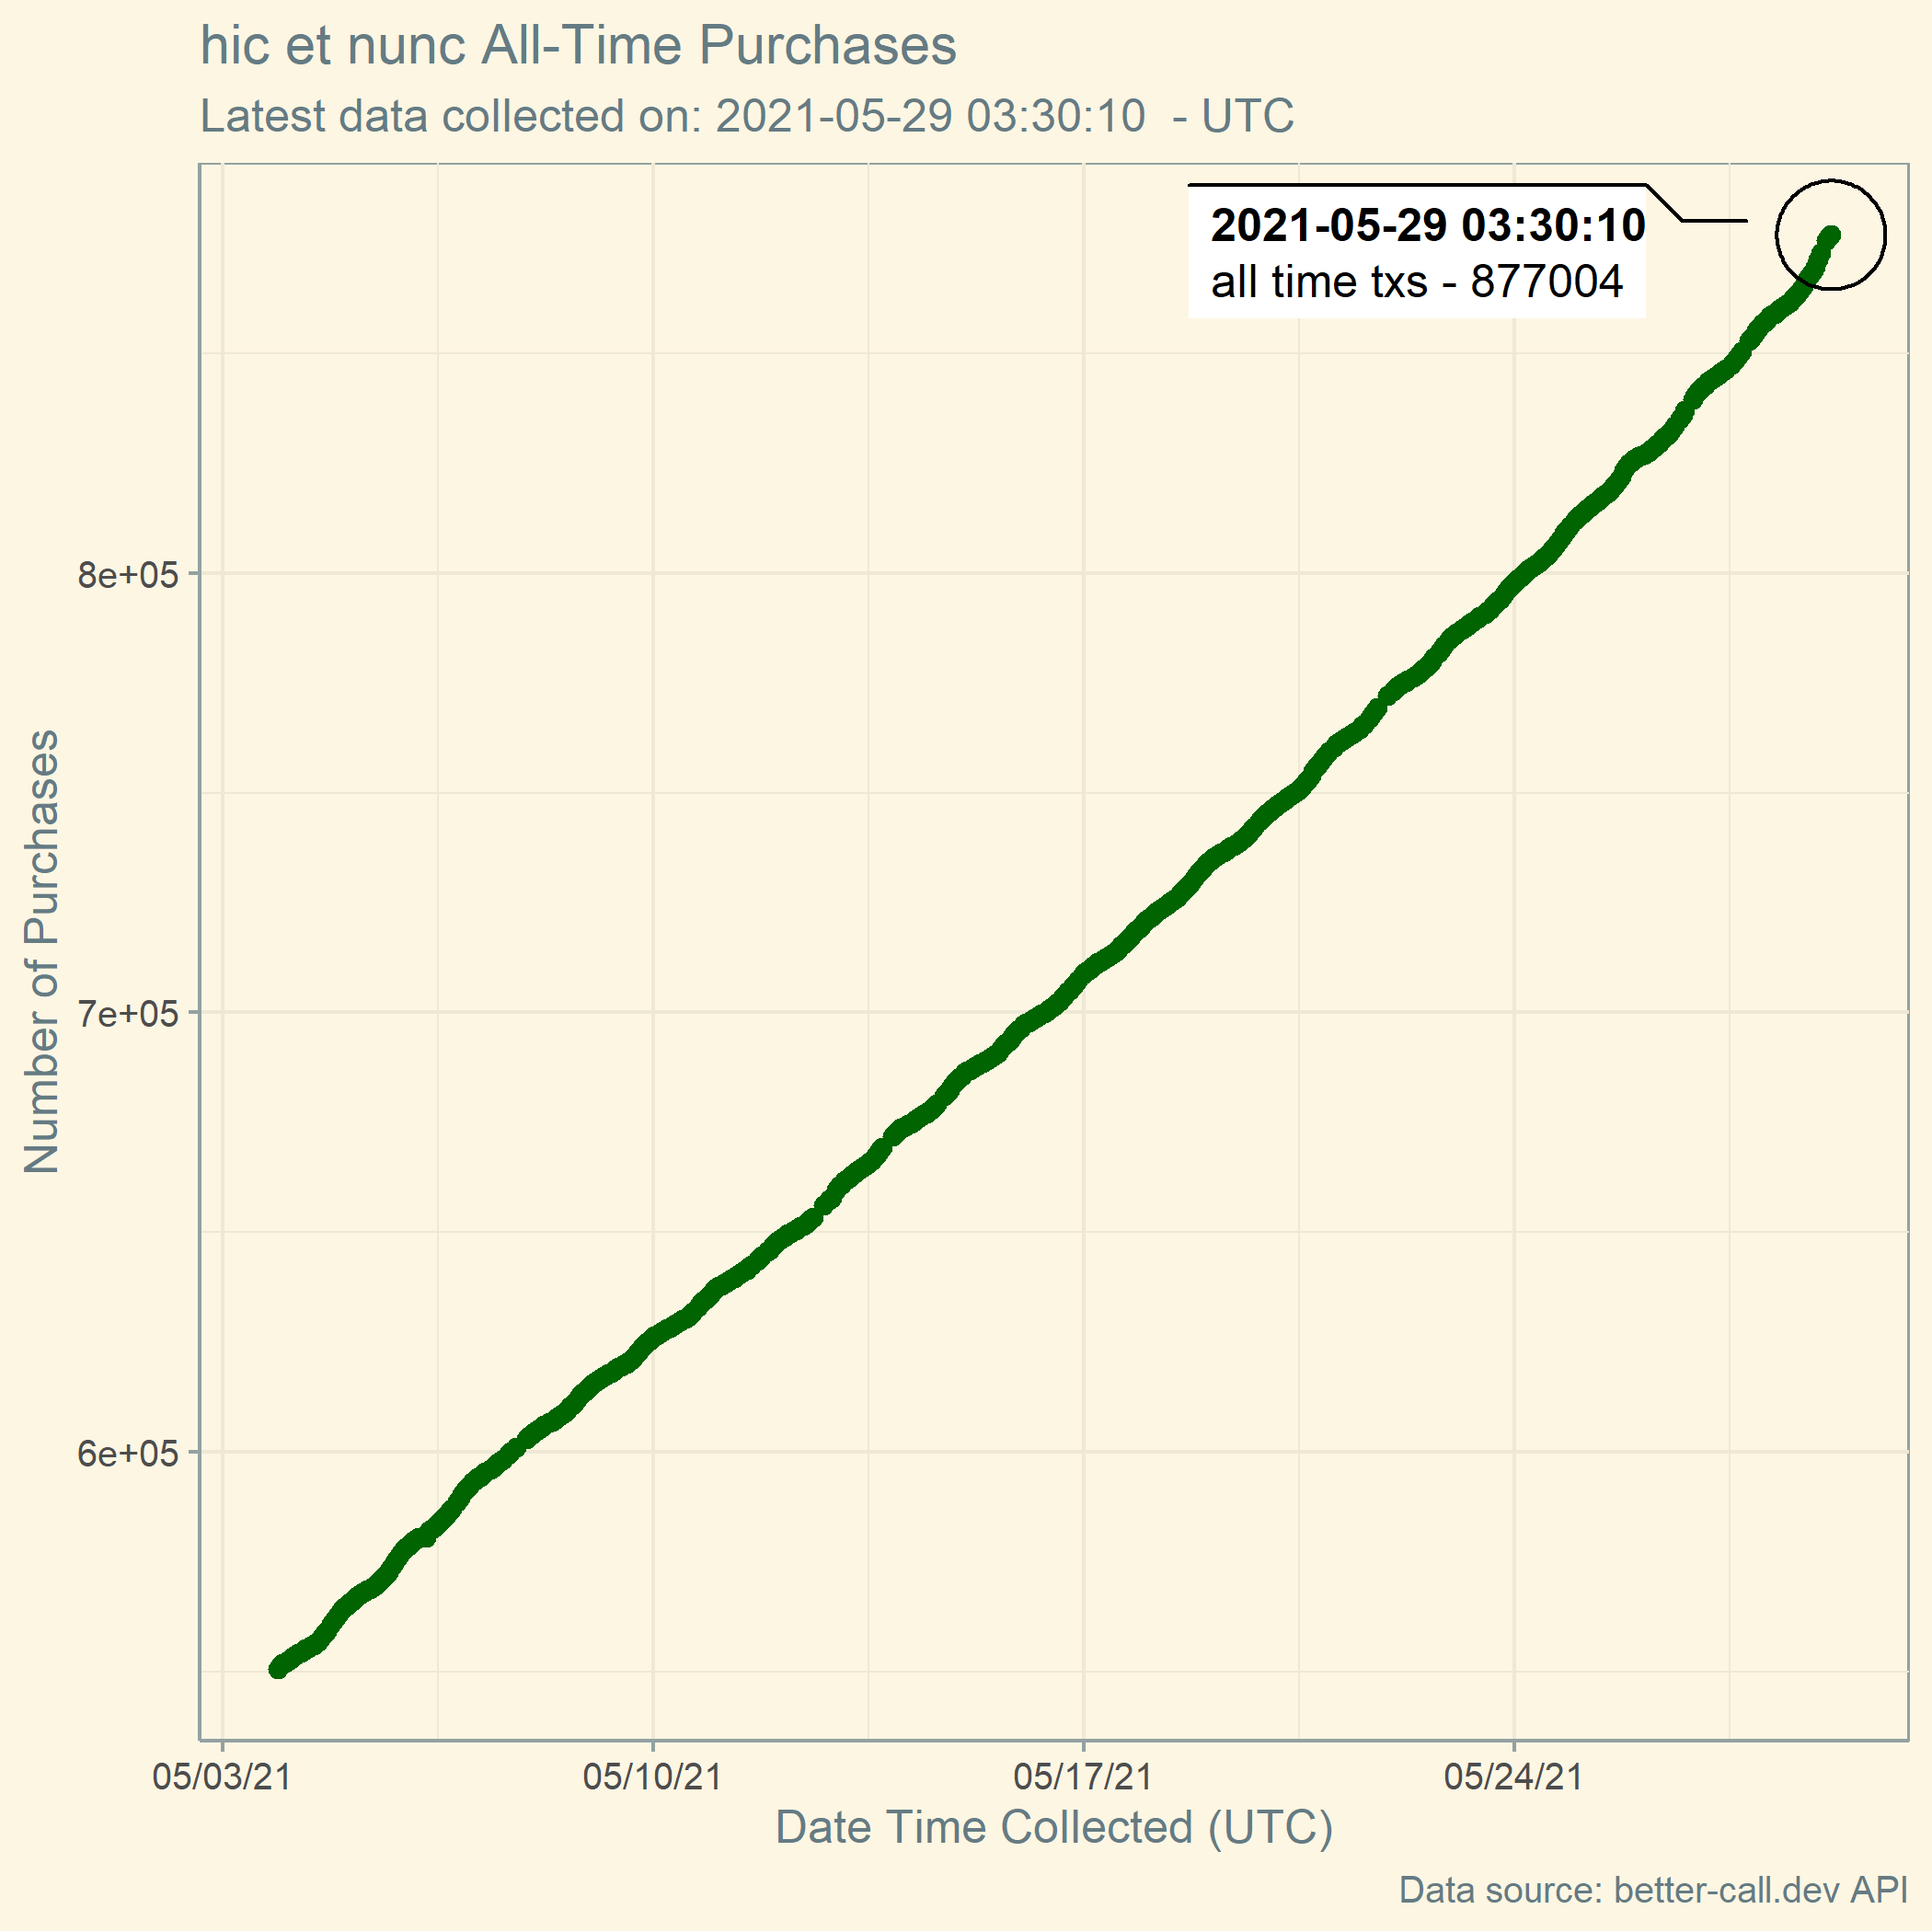 hic et nunc All-Time Purchases
Latest data collected on: 2021-05-29 03:30:10  - UTC
2021-05-29 03:30:10
all time txs - 877004
8e+05
7e+05
6e+05
Number of Purchases
05/03/21
05/10/21
05/17/21
05/24/21
Date Time Collected (UTC)
Data source: better-call.dev API